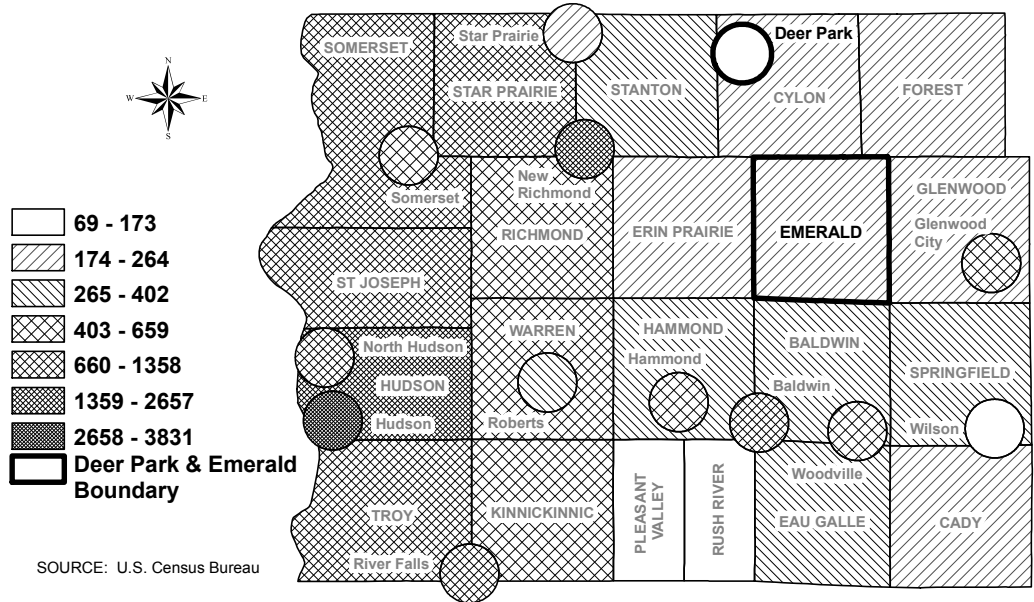 SOMERSET
Star Prairie
Deer Park
STAR PRAIRIE
STANTON
CYLON
FOREST
N
W E
S
New
Richmond
Somerset
RICHMOND
ERIN PRAIRIE
EMERALD
GLENWOOD
Glenwood
City
69 - 173
174 - 264
265 - 402
403 - 659
660 - 1358
1359 - 2657
2658 - 3831
Deer Park & Emerald
Boundary
ST JOSEPH
North Hudson
HUDSON
Hudson
WARREN
Roberts
HAMMOND
Hammond
BALDWIN
Baldwin
SPRINGFIELD
Wilson
Woodville
TROY
River Falls
KINNICKINNIC
PLEASANT
VALLEY
RUSH RIVER
EAU GALLE
CADY
SOURCE: U.S. Census Bureau